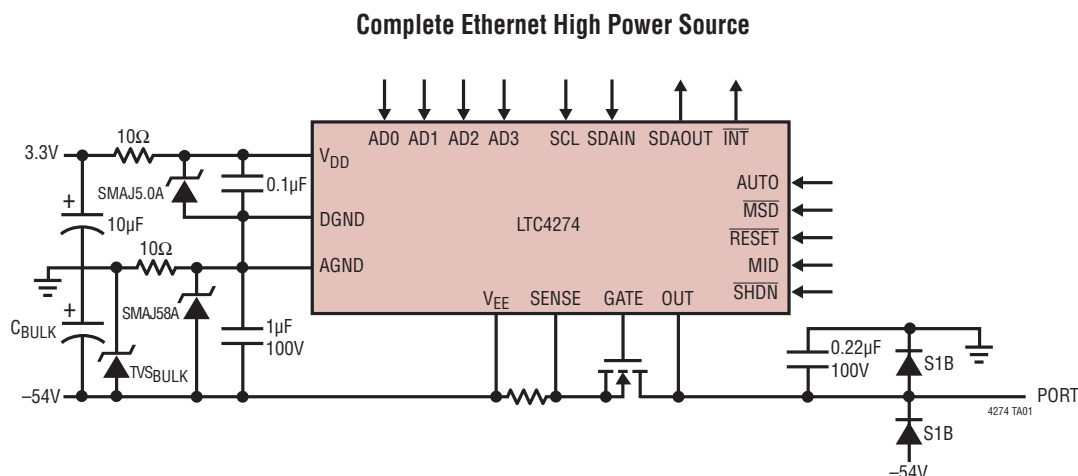 Complete Ethernet High Power Source
AD0 AD1 AD2 AD3 SCL SDAIN SDAOUT INT
3.3V
10Ω
VDD
SMAJ5.0A
0.1µF
+
10µF
DGND
LTC4274
AUTO
MSD
RESET
MID
SHDN
10Ω
AGND
+
CBULK
TVSBULK
SMAJ58A
1µF
100V
VEE SENSE GATE OUT
0.22µF
100V
S1B
–54V
PORT
4274 TA01
S1B
–54V